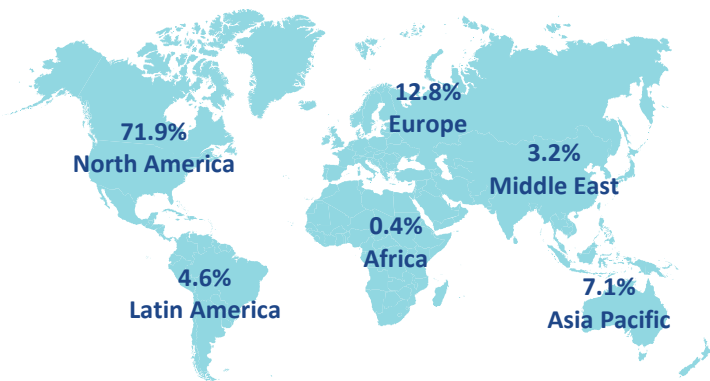 12.8%
Europe
71.9%
North America
3.2%
Middle East
0.4%
Africa
4.6%
Latin America
7.1%
Asia Pacific